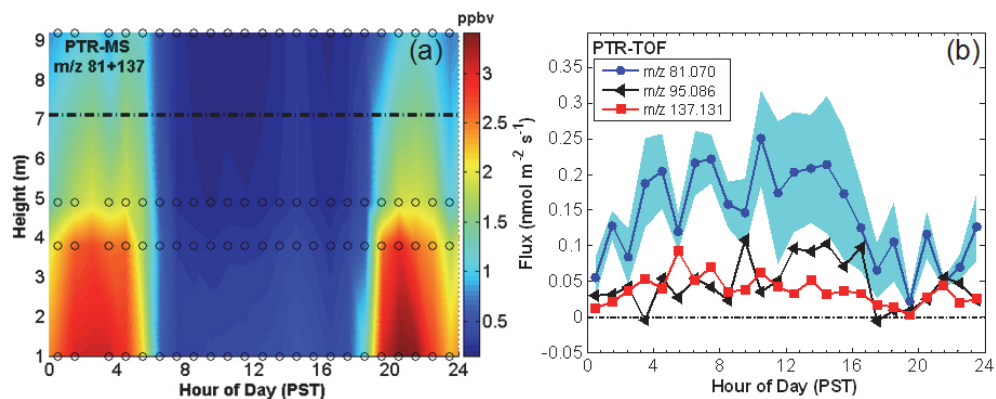 PTR-MS
m/z 81+137
(a)
ppbv
9
8
7
6
5
4
3
2
1
Height (m)
0 4 8 12 16 20 24
Hour of Day (PST)
3
2.5
2
1.5
1
0.5
PTR-TOF
(b)
m/z 81.070
m/z 95.086
m/z 137.131
0.35
0.3
0.25
0.2
0.15
0.1
0.05
0
-0.05
Flux (nmol m⁻² s⁻¹)
0 4 8 12 16 20 24
Hour of Day (PST)